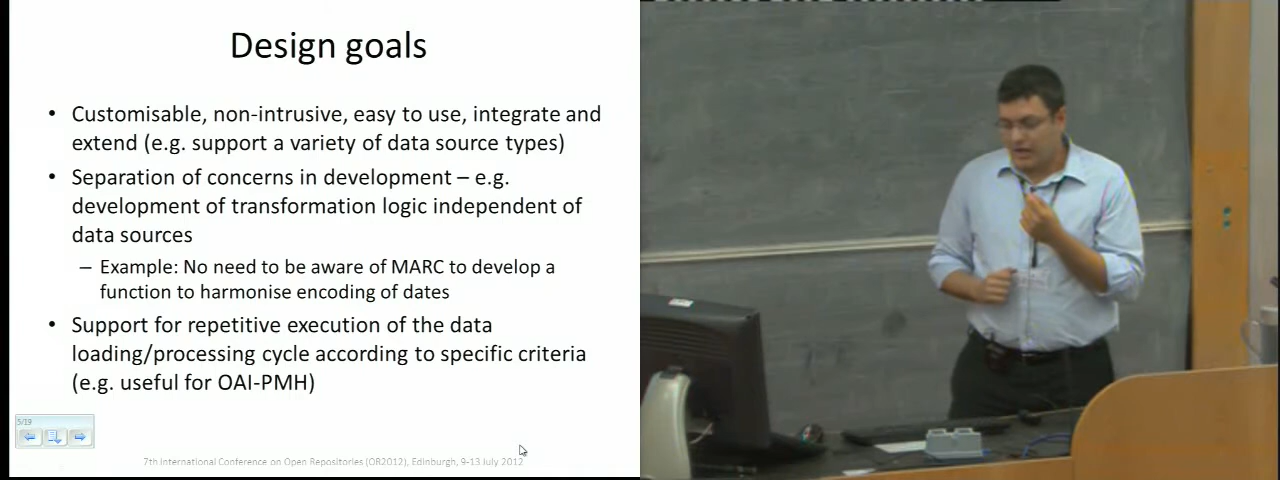 Design goals
• Customisable, non-intrusive, easy to use, integrate and
extend (e.g. support a variety of data source types)
• Separation of concerns in development – e.g.
development of transformation logic independent of
data sources
– Example: No need to be aware of MARC to develop a
function to harmonise encoding of dates
• Support for repetitive execution of the data
loading/processing cycle according to specific criteria
(e.g. useful for OAI-PMH)
5/19
7th International Conference on Open Repositories (OR2012), Edinburgh, 9-13 July 2012